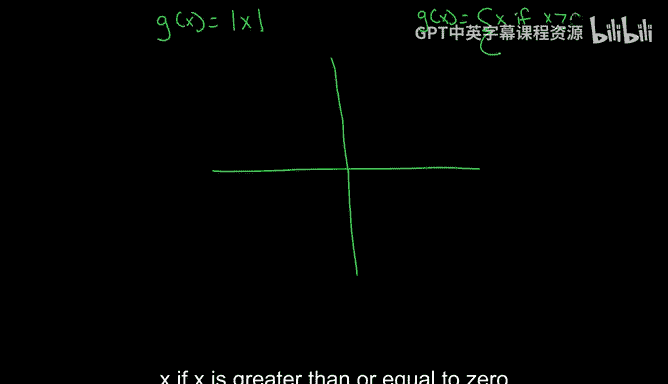 g(x) = |x|
g(x) = { x if x>
GPT中英字幕课程资源 bilibili
x if x is greater than or equal to zero